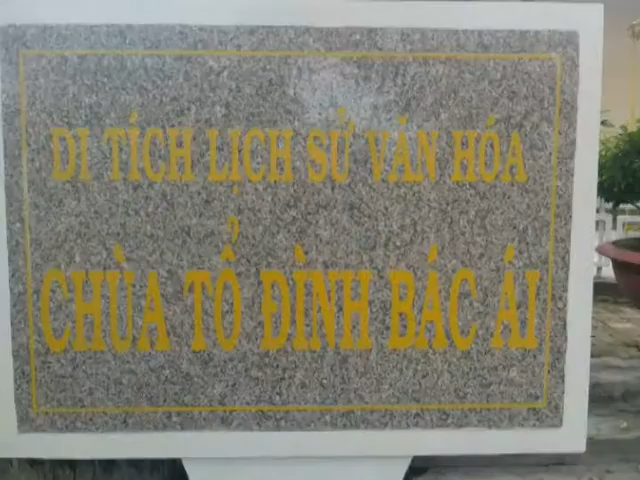 DI TÍCH LỊCH SỬ VĂN HÓA
CHÙA TỔ ĐÌNH BÁC ÁI